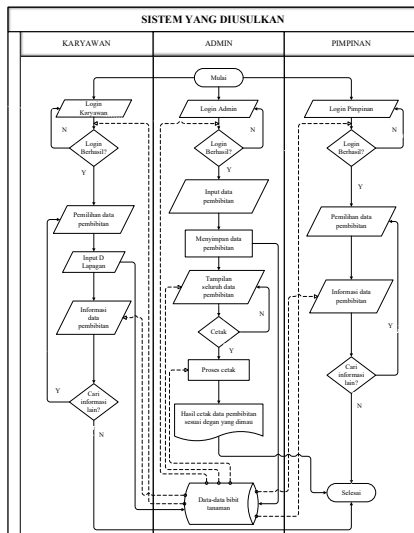 SISTEM YANG DIUSULKAN
KARYAWAN
ADMIN
PIMPINAN
Mulai
Login
Karyawan
N
Login
Berhasil?
Y
Pemilihan data
pembibitan
Input D
Lapagan
Informasi
data
pembibitan
Y
Cari
informasi
lain?
N
Login Admin
N
Login
Berhasil?
Y
Input data
pembibitan
Menyimpan data
pembibitan
Tampilan
seluruh data
pembibitan
N
Cetak
Y
Proses cetak
Hasil cetak data pembibitan
sesuai degan yang dimau
Data-data bibit
tanaman
Login Pimpinan
N
Login
Berhasil?
Y
Pemilihan data
pembibitan
Informasi data
pembibitan
Y
Cari
informasi
lain?
N
Selesai